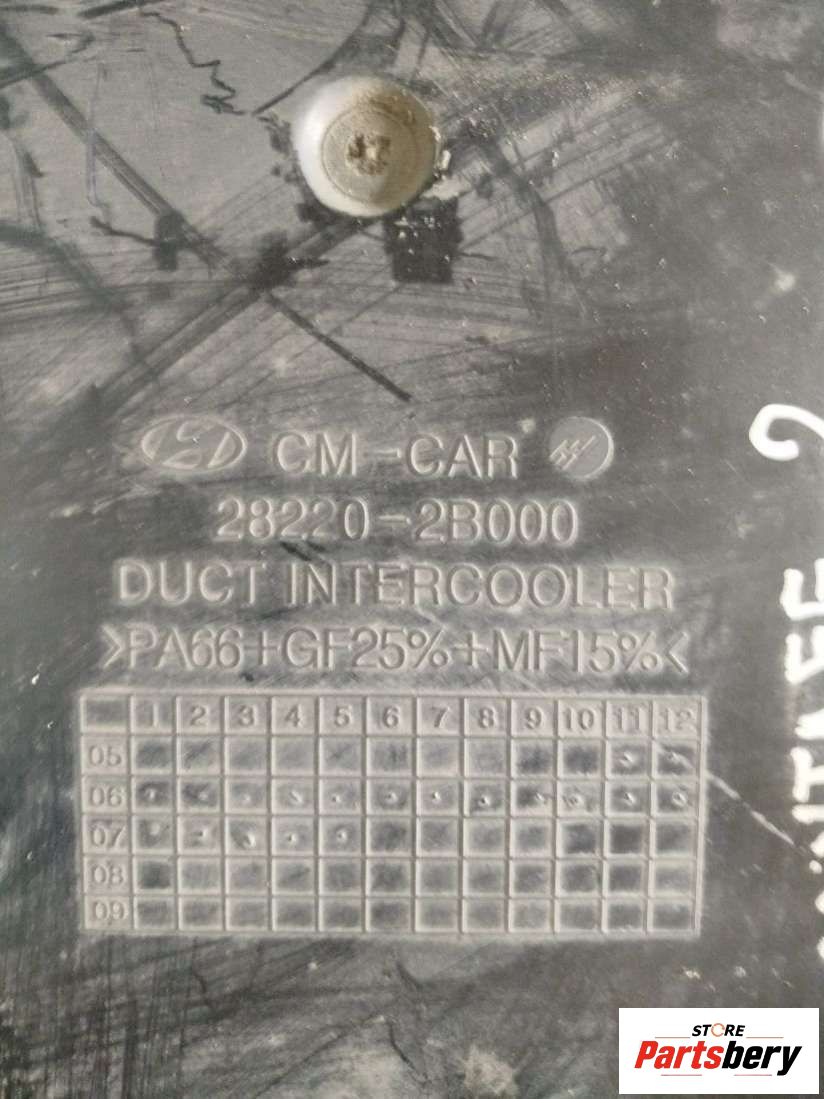 CM-CAR
28220-2B000
DUCT INTERCOOLER
>PA66+GF25%+MF15%<
1 2 3 4 5 6 7 8 9 10 11 12
05
06
07
08
09
2
STORE
Partsbery